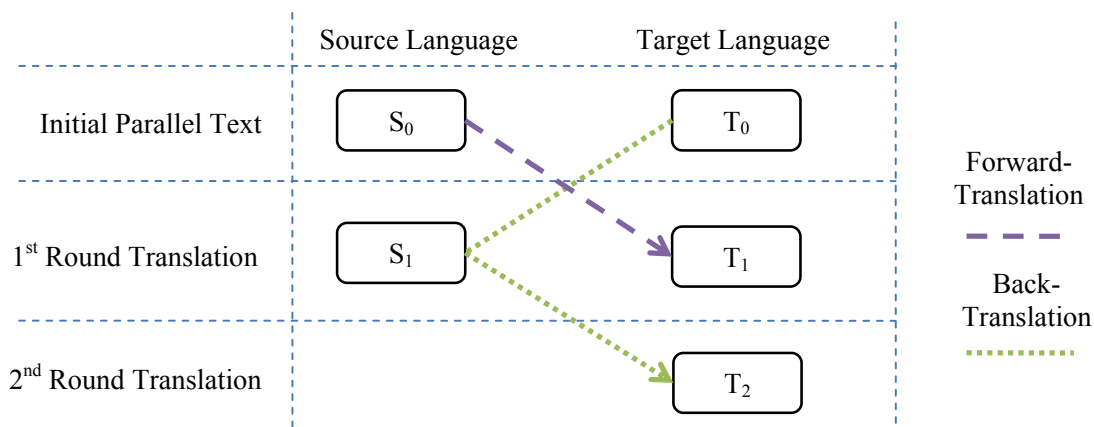 Source Language Target Language
Initial Parallel Text S₀ T₀
Forward-
Translation
1ˢᵗ Round Translation S₁ T₁
Back-
Translation
2ⁿᵈ Round Translation T₂